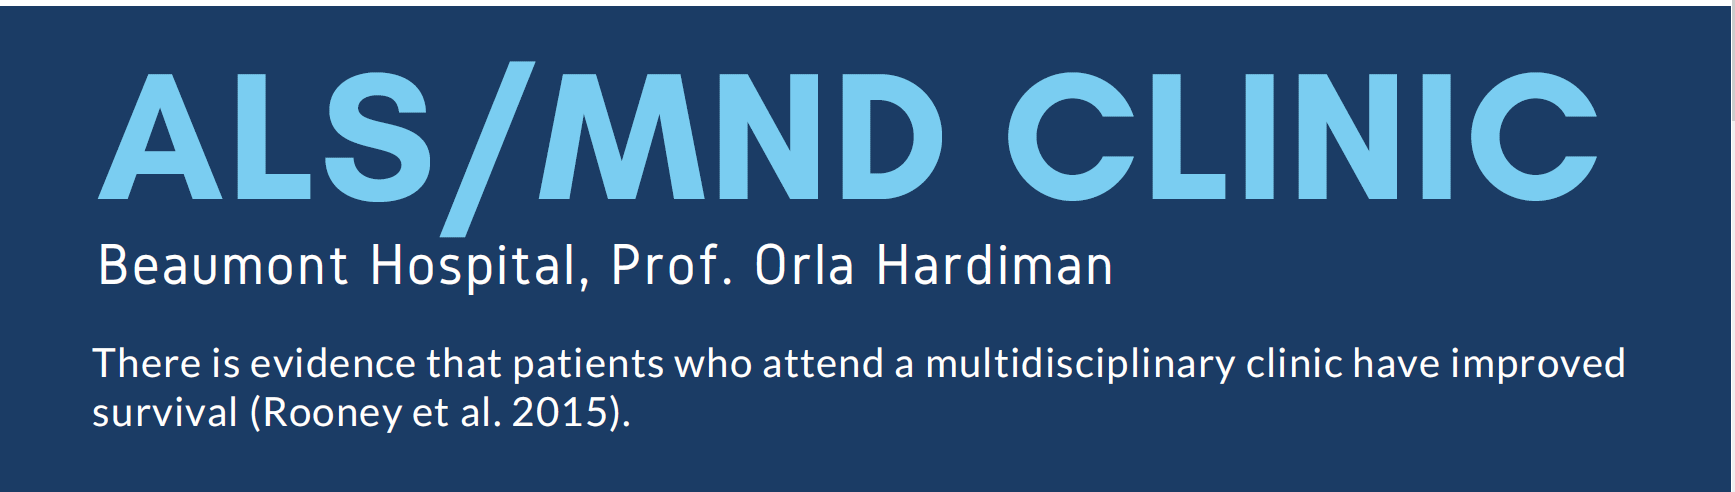 ALS/MND CLINIC
Beaumont Hospital, Prof. Orla Hardiman
There is evidence that patients who attend a multidisciplinary clinic have improved
survival (Rooney et al. 2015).